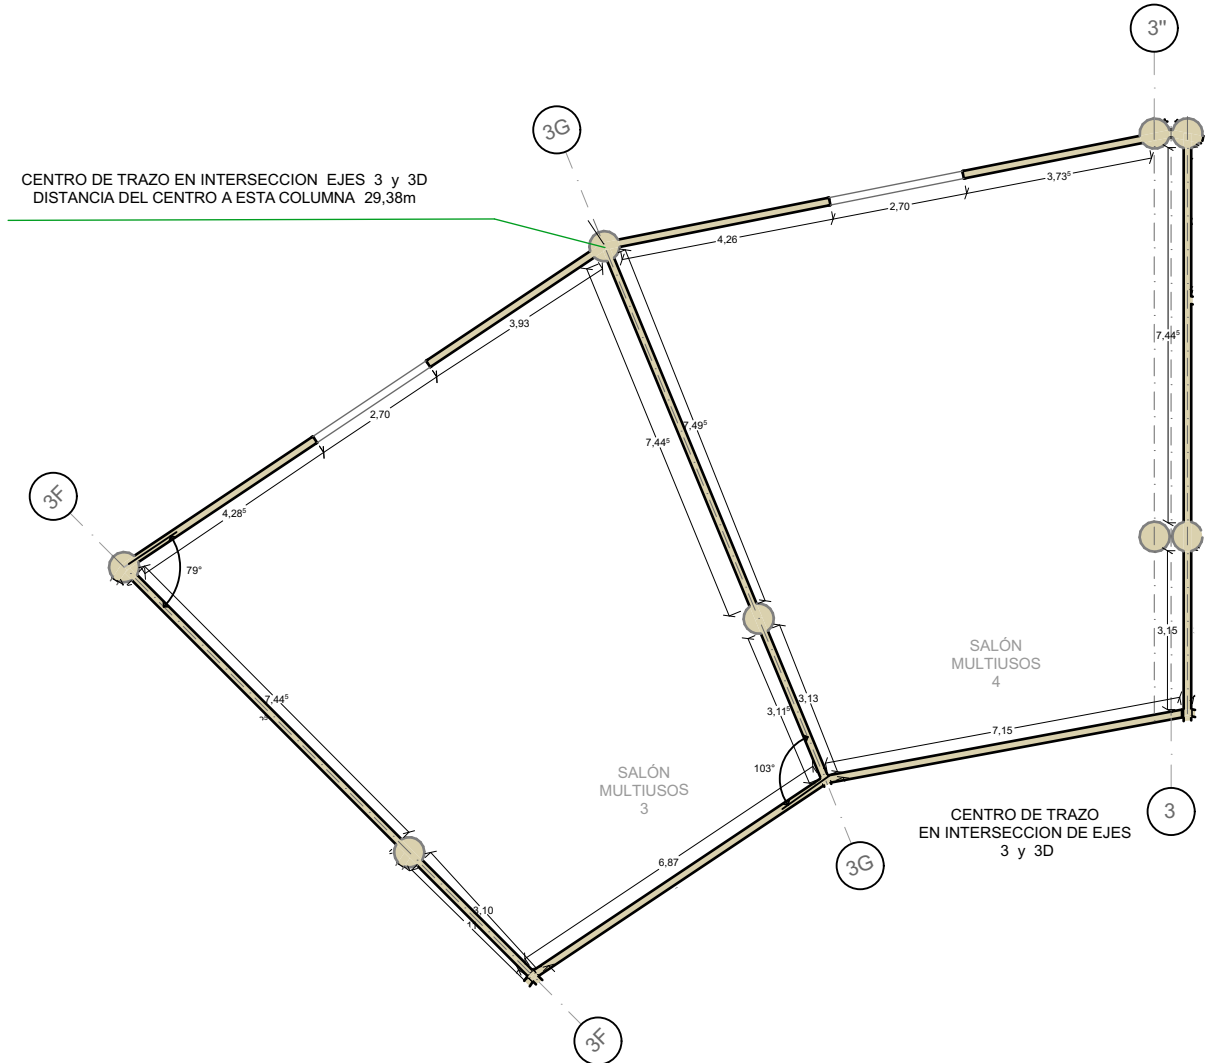 3"
3G
CENTRO DE TRAZO EN INTERSECCION EJES 3 y 3D
DISTANCIA DEL CENTRO A ESTA COLUMNA 29,38m
3,73⁵
2,70
4,26
3,93
7,44⁵
2,70
7,49⁵
7,44⁵
3F
4,28⁵
79°
3,15
SALÓN
MULTIUSOS
4
7,44⁵
3,13
3,11⁵
7,15
103°
SALÓN
MULTIUSOS
3
CENTRO DE TRAZO
EN INTERSECCION DE EJES
3 y 3D
3
6,87
3G
3,10
3F